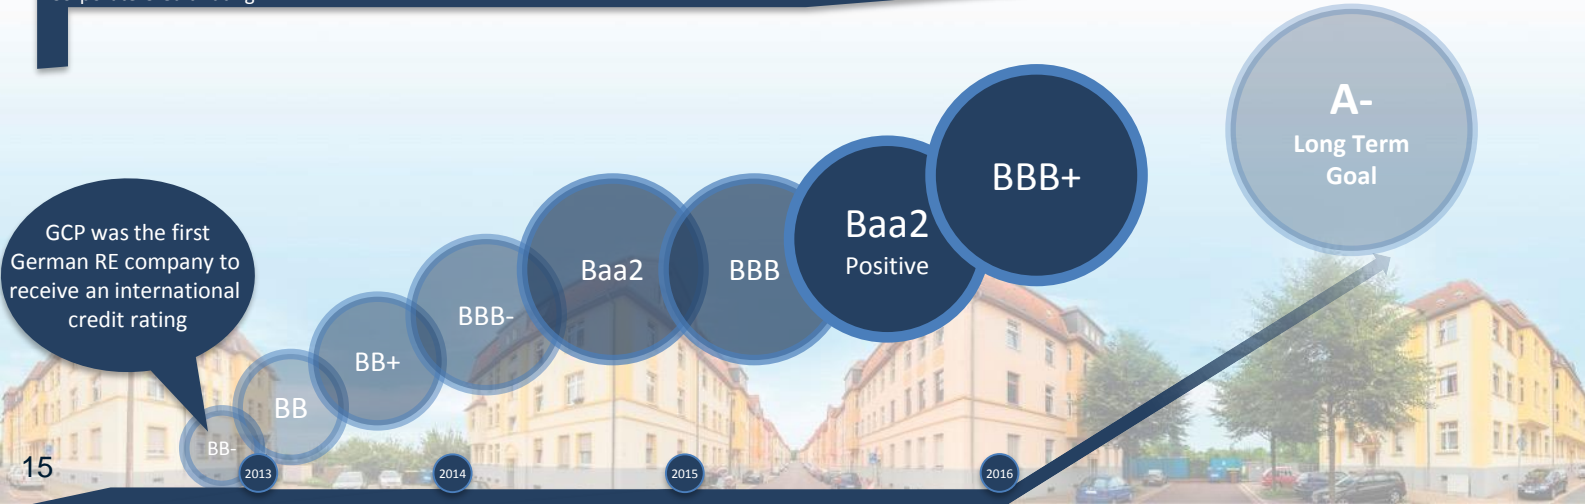 A-
Long Term
Goal
BBB+
Baa2
Positive
BBB
Baa2
BBB-
BB+
BB
BB-
GCP was the first
German RE company to
receive an international
credit rating
2013
2014
2015
2016
15